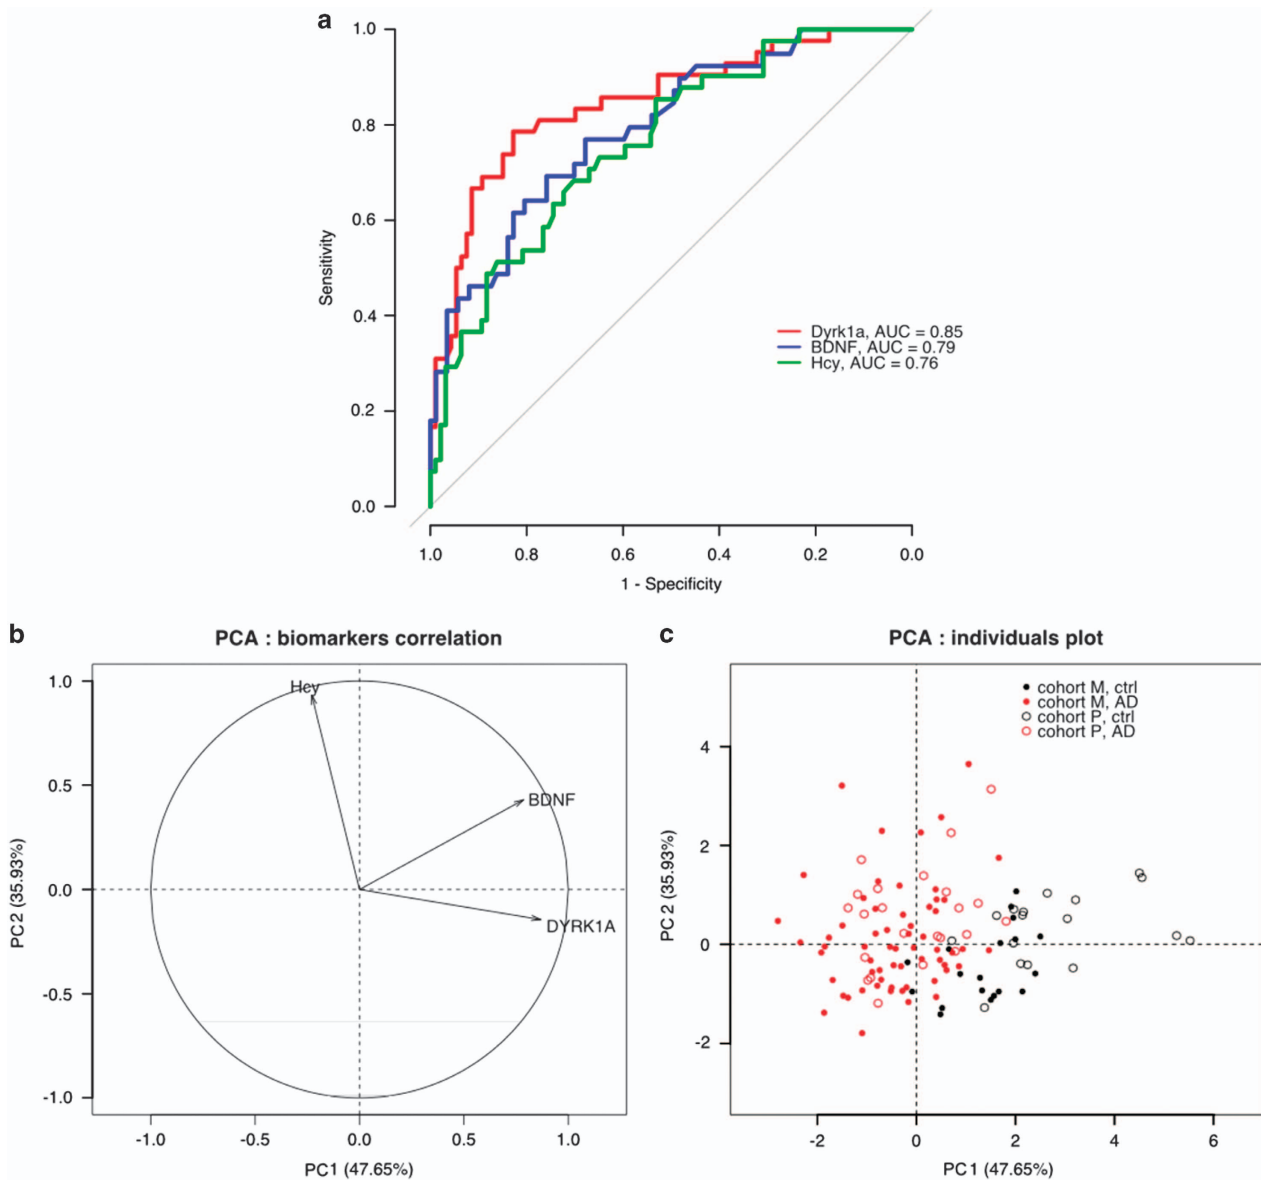 a
1.0
0.8
0.6
0.4
0.2
0.0
Sensitivity
Dyrk1a, AUC = 0.85
BDNF, AUC = 0.79
Hcy, AUC = 0.76
1.0 0.8 0.6 0.4 0.2 0.0
1 - Specificity
b
PCA : biomarkers correlation
1.0
0.5
0.0
-0.5
-1.0
PC2 (35.93%)
Hcy
BDNF
DYRK1A
-1.0 -0.5 0.0 0.5 1.0
PC1 (47.65%)
c
PCA : individuals plot
cohort M, ctrl
cohort M, AD
cohort P, ctrl
cohort P, AD
4
2
0
-2
PC 2 (35.93%)
-2 0 2 4 6
PC1 (47.65%)